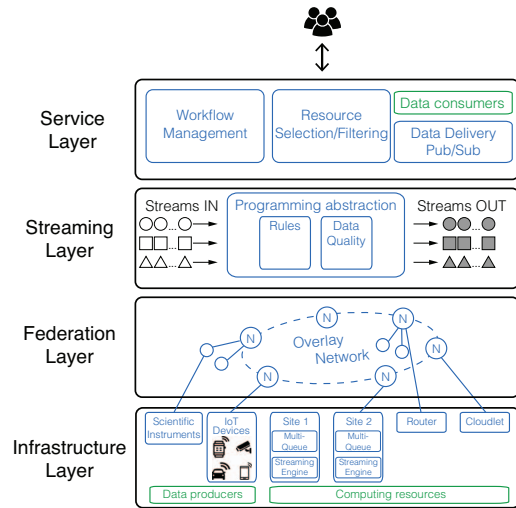 Service
Layer
Workflow
Management
Resource
Selection/Filtering
Data consumers
Data Delivery
Pub/Sub
Streaming
Layer
Streams IN
...
...
...
Programming abstraction
Rules
Data
Quality
Streams OUT
...
...
...
Federation
Layer
N
N
N
N
N
N
Overlay
Network
Infrastructure
Layer
Scientific
Instruments
IoT
Devices
Site 1
Multi-
Queue
Streaming
Engine
Site 2
Multi-
Queue
Streaming
Engine
Router
Cloudlet
Data producers
Computing resources